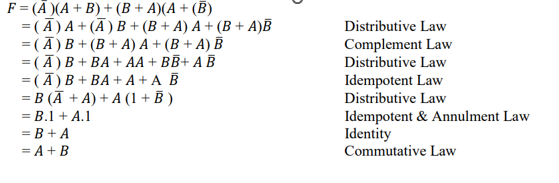 F = (Ā)(A + B) + (B + A)(A + (B̄)
= ( Ā ) A + (Ā ) B + (B + A) A + (B + A)B̄ Distributive Law
= ( Ā ) B + (B + A) A + (B + A) B̄ Complement Law
= ( Ā ) B + BA + AA + BB̄+ A B̄ Distributive Law
= ( Ā ) B + BA + A + A B̄ Idempotent Law
= B (Ā + A) + A (1 + B̄ ) Distributive Law
= B.1 + A.1 Idempotent & Annulment Law
= B + A Identity
= A + B Commutative Law